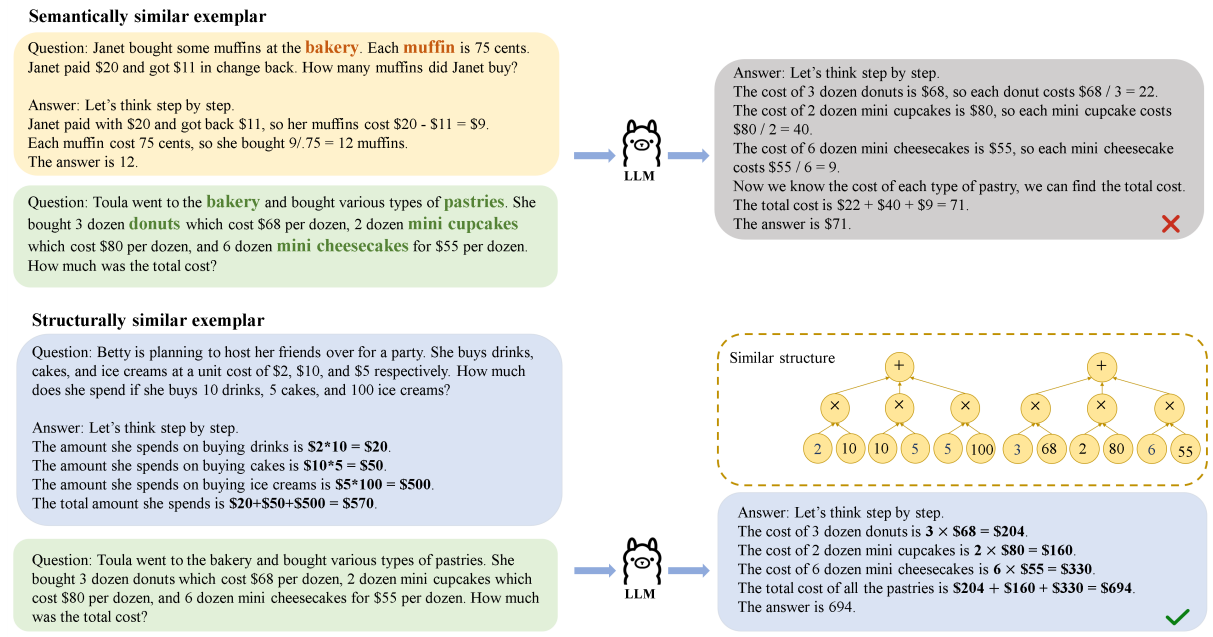 Semantically similar exemplar
Question: Janet bought some muffins at the bakery. Each muffin is 75 cents.
Janet paid $20 and got $11 in change back. How many muffins did Janet buy?
Answer: Let's think step by step.
Janet paid with $20 and got back $11, so her muffins cost $20 - $11 = $9.
Each muffin cost 75 cents, so she bought 9/.75 = 12 muffins.
The answer is 12.
Question: Toula went to the bakery and bought various types of pastries. She
bought 3 dozen donuts which cost $68 per dozen, 2 dozen mini cupcakes
which cost $80 per dozen, and 6 dozen mini cheesecakes for $55 per dozen.
How much was the total cost?
LLM
Answer: Let's think step by step.
The cost of 3 dozen donuts is $68, so each donut costs $68 / 3 = 22.
The cost of 2 dozen mini cupcakes is $80, so each mini cupcake costs
$80 / 2 = 40.
The cost of 6 dozen mini cheesecakes is $55, so each mini cheesecake
costs $55 / 6 = 9.
Now we know the cost of each type of pastry, we can find the total cost.
The total cost is $22 + $40 + $9 = 71.
The answer is $71.
Structurally similar exemplar
Question: Betty is planning to host her friends over for a party. She buys drinks,
cakes, and ice creams at a unit cost of $2, $10, and $5 respectively. How much
does she spend if she buys 10 drinks, 5 cakes, and 100 ice creams?
Answer: Let's think step by step.
The amount she spends on buying drinks is $2*10 = $20.
The amount she spends on buying cakes is $10*5 = $50.
The amount she spends on buying ice creams is $5*100 = $500.
The total amount she spends is $20+$50+$500 = $570.
Question: Toula went to the bakery and bought various types of pastries. She
bought 3 dozen donuts which cost $68 per dozen, 2 dozen mini cupcakes which
cost $80 per dozen, and 6 dozen mini cheesecakes for $55 per dozen. How much
was the total cost?
LLM
Similar structure
+ +
× × × × × ×
2 10 10 5 5 100 3 68 2 80 6 55
Answer: Let's think step by step.
The cost of 3 dozen donuts is 3 × $68 = $204.
The cost of 2 dozen mini cupcakes is 2 × $80 = $160.
The cost of 6 dozen mini cheesecakes is 6 × $55 = $330.
The total cost of all the pastries is $204 + $160 + $330 = $694.
The answer is 694.